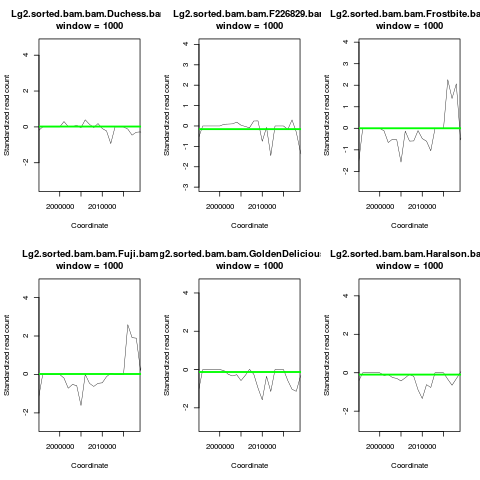 Lg2.sorted.bam.bam.Duchess.ba
window = 1000
Standardized read count
4
2
0
-2
2000000 2010000
Coordinate
Lg2.sorted.bam.bam.F226829.ba
window = 1000
Standardized read count
4
3
2
1
0
-1
-2
-3
2000000 2010000
Coordinate
Lg2.sorted.bam.bam.Frostbite.ba
window = 1000
Standardized read count
4
3
2
1
0
-1
-2
2000000 2010000
Coordinate
Lg2.sorted.bam.bam.Fuji.bam
window = 1000
Standardized read count
4
2
0
-2
2000000 2010000
Coordinate
g2.sorted.bam.bam.GoldenDelicious
window = 1000
Standardized read count
4
2
0
-2
2000000 2010000
Coordinate
Lg2.sorted.bam.bam.Haralson.ba
window = 1000
Standardized read count
4
2
0
-2
2000000 2010000
Coordinate